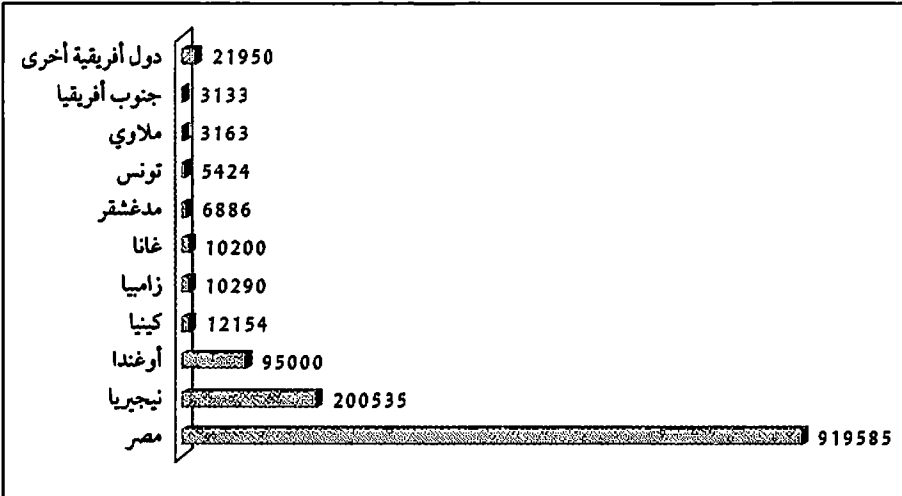 دول أفريقية أخرى 21950
جنوب أفريقيا 3133
ملاوي 3163
تونس 5424
مدغشقر 6886
غانا 10200
زامبيا 10290
كينيا 12154
أوغندا 95000
نيجيريا 200535
مصر 919585